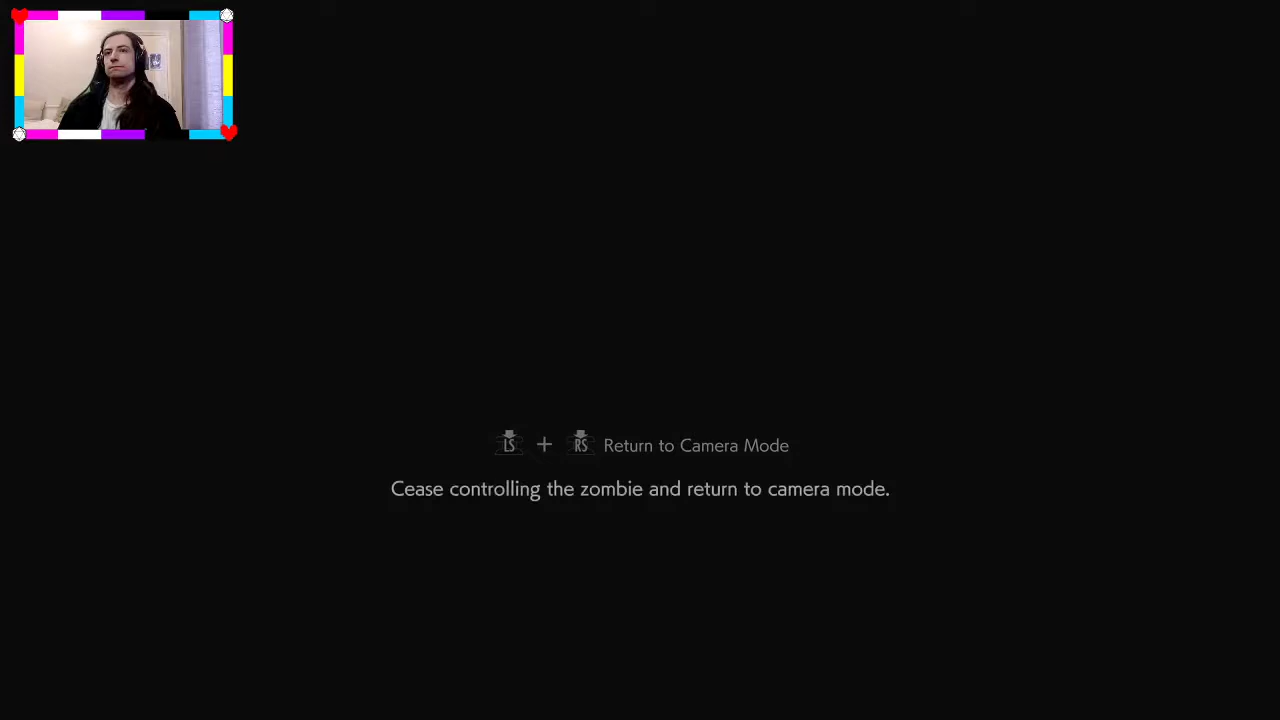 LS + RS Return to Camera Mode
Cease controlling the zombie and return to camera mode.